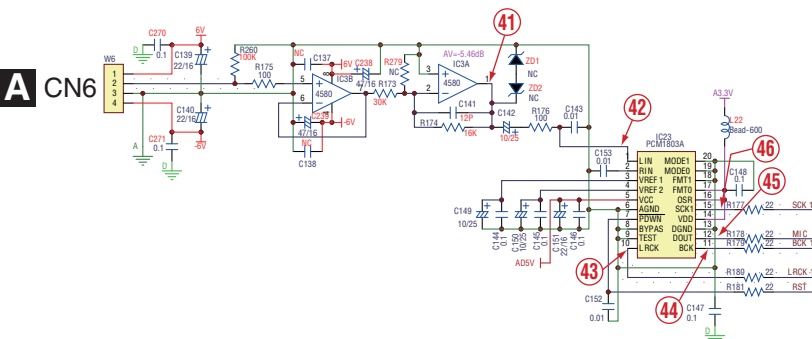 A CN6
W6
1
2
3
4
C270
0.1
D
6V
C139
22/16
C140
22/16
-6V
C271
0.1
A
D
R260
100K
R175
100
NC
C137
6V
C238
47/16
5
6
7
8
4
IC3B
4580
C239
47/16
-6V
NC
C138
R279
NC
R173
30K
AV=-5.46dB
IC3A
3
2
1
4580
41
ZD1
NC
ZD2
NC
C141
12P
R174
16K
C142
10/25
R176
100
C143
0.01
42
C153
0.01
IC23
PCM1803A
1 LIN MODE1 20
2 RIN MODE0 19
3 VREF1 FMT1 18
4 VREF2 FMT0 17
5 VCC OSR 16
6 AGND SCK1 15
7 PDWN VDD 14
8 BYPAS DGND 13
9 TEST DOUT 12
10 LRCK BCK 11
A3.3V
L22
Bead-600
C148
0.1
46
45
R177 22 SCK 1
R178 22 MIC
R179 22 BCK 1
R180 22 LRCK
R181 22 RST
C149
10/25
C144
0.1
C150
10/25
C145
0.1
C151
22/16
C146
0.1
AD5V
43
44
C152
0.01
C147
0.1
D